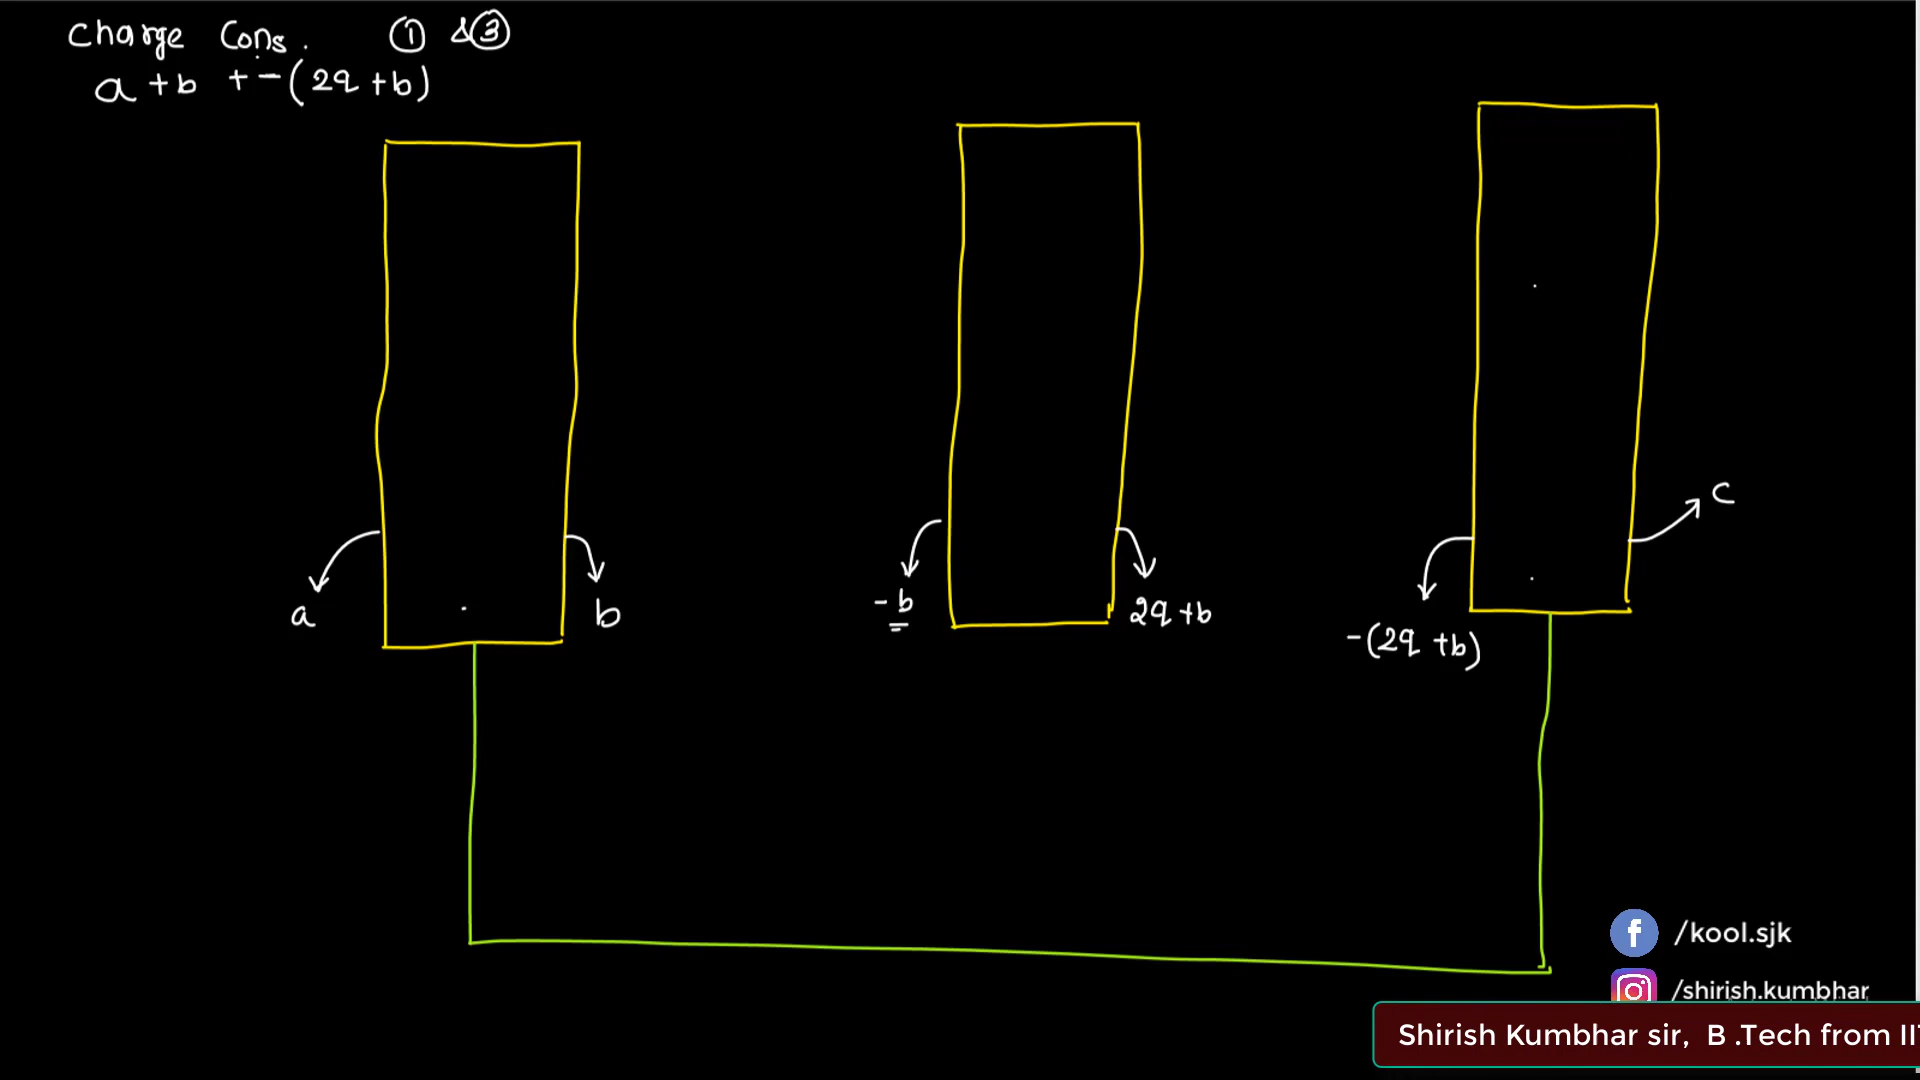 Charge Cons. ① & ③
a + b + - (2q + b)
c
a
b
- b
2q + b
- (2q + b)
/kool.sjk
/shirish.kumbhar
Shirish Kumbhar sir, B .Tech from II